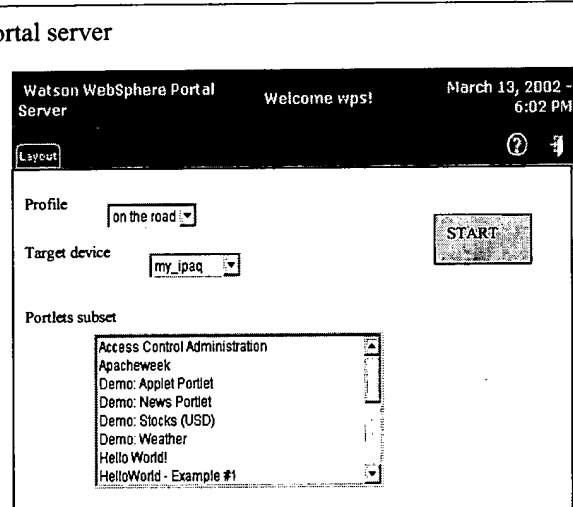 ortal server
Watson WebSphere Portal Server
Welcome wps!
March 13, 2002 - 6:02 PM
?
Layout
Profile
on the road
START
Target device
my_ipaq
Portlets subset
Access Control Administration
Apacheweek
Demo: Applet Portlet
Demo: News Portlet
Demo: Stocks (USD)
Demo: Weather
Hello World!
HelloWorld - Example #1